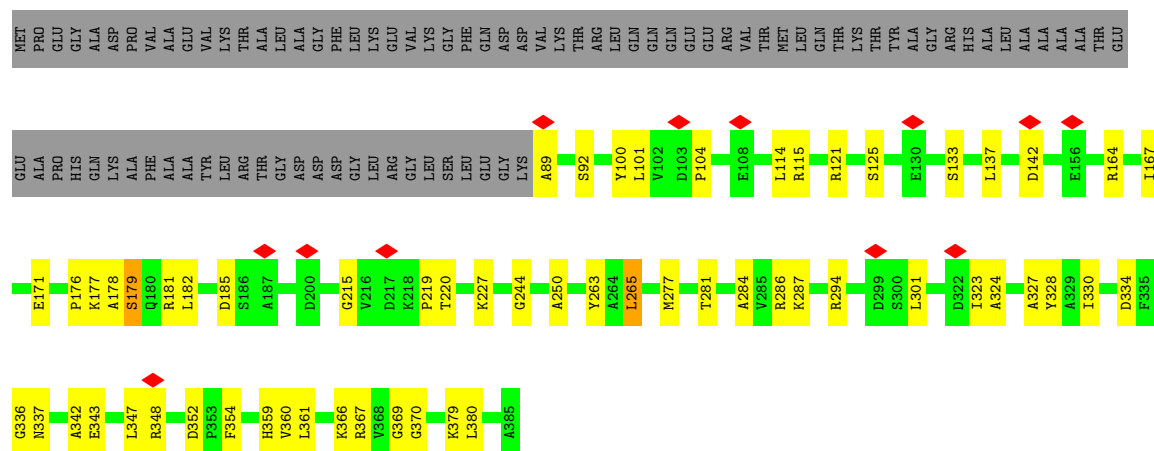 MET PRO GLU GLY ALA ASP PRO VAL ALA GLU VAL LYS THR ALA LEU ALA GLY PHE LEU LYS GLU VAL LYS GLY PHE GLN ASP ASP VAL LYS THR ARG LEU GLN GLN GLN GLU GLU ARG VAL THR MET LEU GLN THR LYS THR TYR ALA GLY ARG HIS ALA LEU ALA ALA ALA ALA THR GLU
GLU ALA PRO HIS GLN LYS ALA PHE ALA ALA TYR LEU ARG THR GLY ASP ASP ASP GLY LEU ARG GLY LEU SER LEU GLU GLY LYS A89 S92 Y100 L101 V102 D103 P104 E108 L114 R115 R121 S125 E130 S133 L137 D142 E156 R164 I167
E171 P176 K177 A178 S179 Q180 R181 L182 D185 S186 A187 D200 G215 V216 D217 K218 P219 T220 K227 G244 A250 Y263 A264 L265 M277 T281 A284 V285 R286 K287 R294 D299 S300 L301 D322 I323 A324 A327 Y328 A329 I330 D334 F335
G336 N337 A342 E343 L347 R348 D352 P353 F354 H359 V360 L361 K366 R367 V368 G369 G370 K379 L380 A385